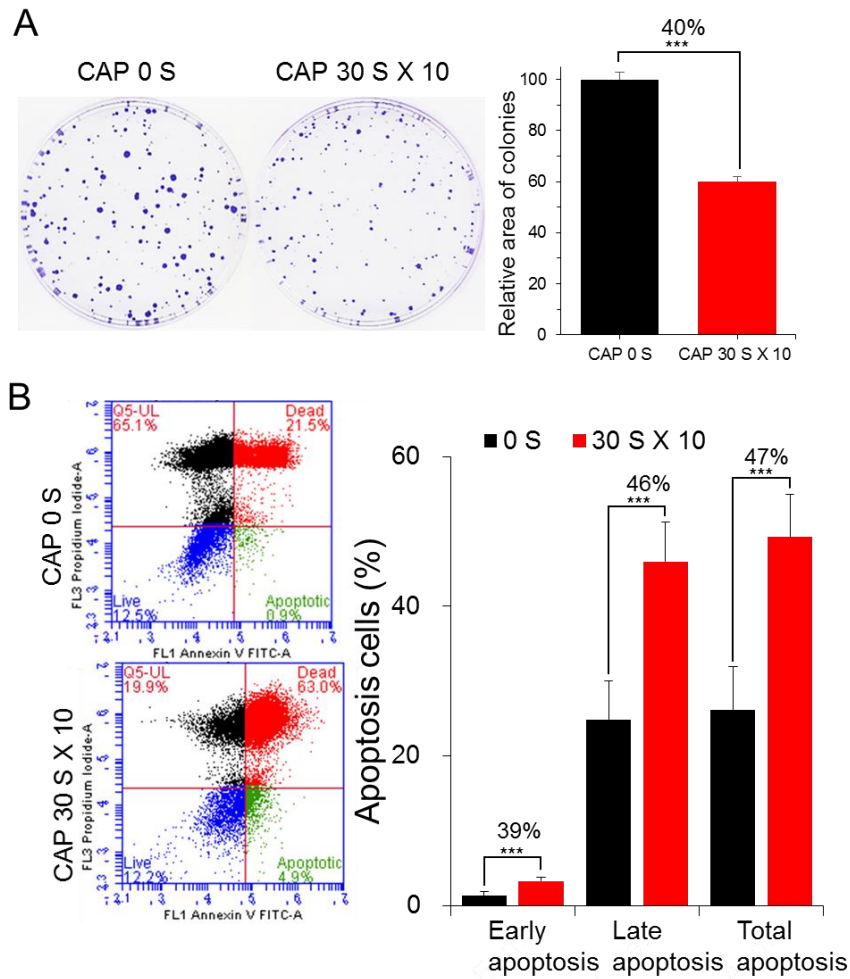 A
CAP 0 S
CAP 30 S X 10
40%
***
Relative area of colonies
100
80
60
40
20
0
CAP 0 S
CAP 30 S X 10
B
CAP 0 S
Q5-UL
65.1%
Dead
21.5%
Live
12.5%
Apoptotic
0.9%
FL3 Propidium Iodide-A
FL1 Annexin V FITC-A
CAP 30 S X 10
Q5-UL
19.9%
Dead
63.0%
Live
12.2%
Apoptotic
4.9%
FL3 Propidium Iodide-A
FL1 Annexin V FITC-A
0 S
30 S X 10
Apoptosis cells (%)
60
40
20
0
39%
***
46%
***
47%
***
Early
apoptosis
Late
apoptosis
Total
apoptosis